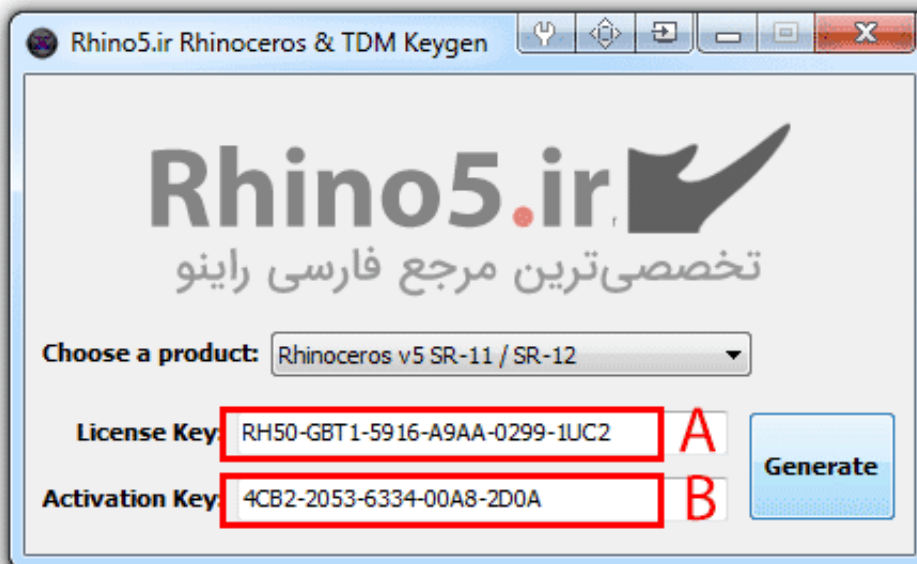 Rhino5.ir Rhinoceros & TDM Keygen
Rhino5.ir
تخصصی‌ترین مرجع فارسی راینو
Choose a product: Rhinoceros v5 SR-11 / SR-12
License Key: RH50-GBT1-5916-A9AA-0299-1UC2 A
Activation Key: 4CB2-2053-6334-00A8-2D0A B
Generate